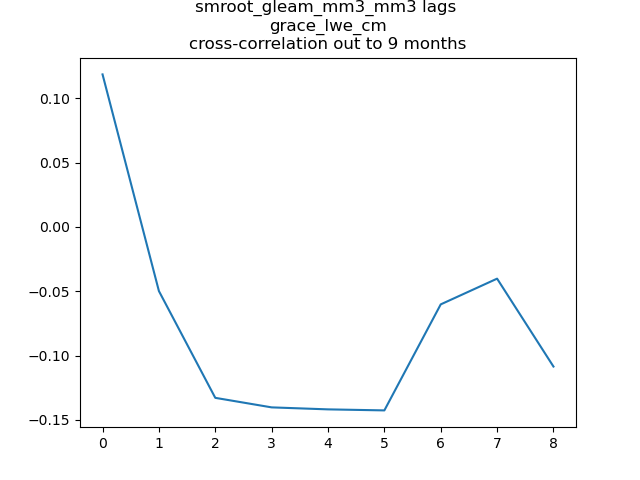 smroot_gleam_mm3_mm3 lags
grace_lwe_cm
cross-correlation out to 9 months
0.10
0.05
0.00
−0.05
−0.10
−0.15
0 1 2 3 4 5 6 7 8